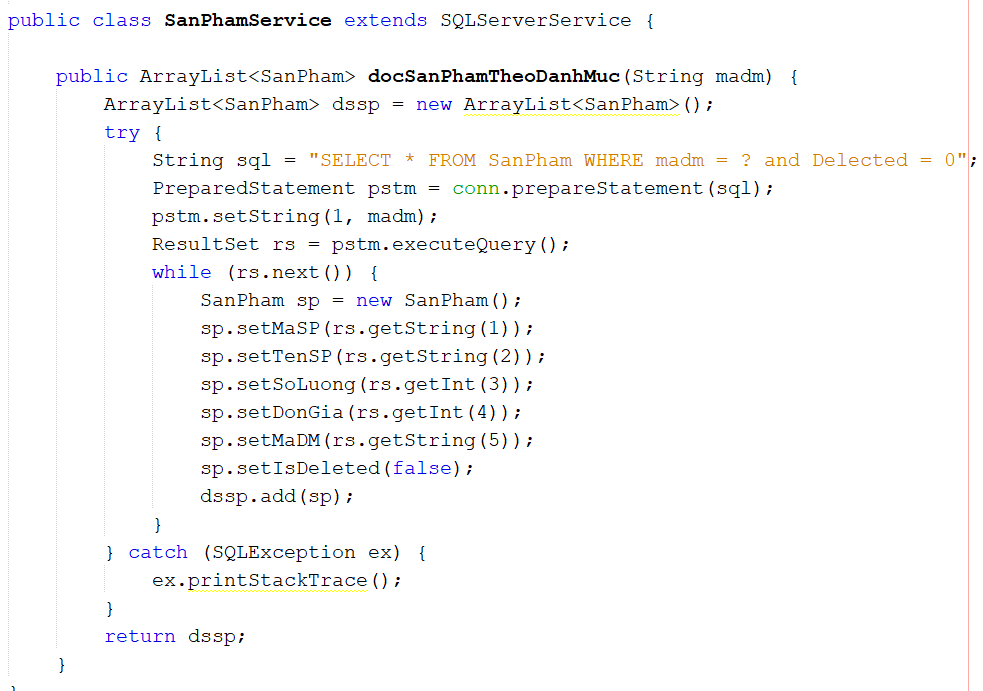 public class SanPhamService extends SQLServerService {
public ArrayList<SanPham> docSanPhamTheoDanhMuc(String madm) {
ArrayList<SanPham> dssp = new ArrayList<SanPham>();
try {
String sql = "SELECT * FROM SanPham WHERE madm = ? and Delected = 0";
PreparedStatement pstm = conn.prepareStatement(sql);
pstm.setString(1, madm);
ResultSet rs = pstm.executeQuery();
while (rs.next()) {
SanPham sp = new SanPham();
sp.setMaSP(rs.getString(1));
sp.setTenSP(rs.getString(2));
sp.setSoLuong(rs.getInt(3));
sp.setDonGia(rs.getInt(4));
sp.setMaDM(rs.getString(5));
sp.setIsDeleted(false);
dssp.add(sp);
}
} catch (SQLException ex) {
ex.printStackTrace();
}
return dssp;
}
}